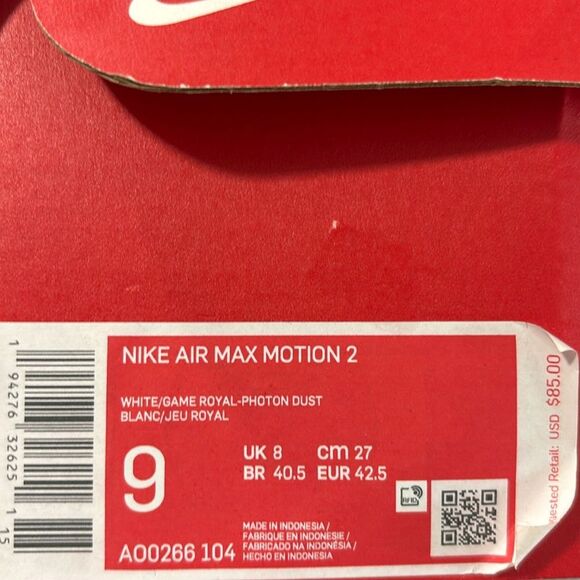 NIKE AIR MAX MOTION 2
WHITE/GAME ROYAL-PHOTON DUST
BLANC/JEU ROYAL
9
UK 8 cm 27
BR 40.5 EUR 42.5
RFID
MADE IN INDONESIA /
FABRIQUE EN INDONESIE /
FABRICADO NA INDONÉSIA /
HECHO EN INDONESIA
AO0266 104
1 94276 32625 1
15
ested Retail: USD $85.00